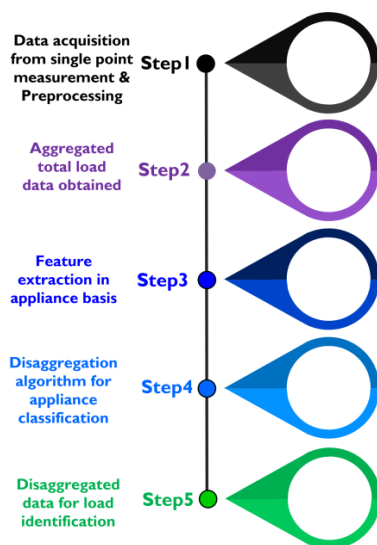 Data acquisition
from single point
measurement &
Preprocessing
Step1
Aggregated
total load
data obtained
Step2
Feature
extraction in
appliance basis
Step3
Disaggregation
algorithm for
appliance
classification
Step4
Disaggregated
data for load
identification
Step5